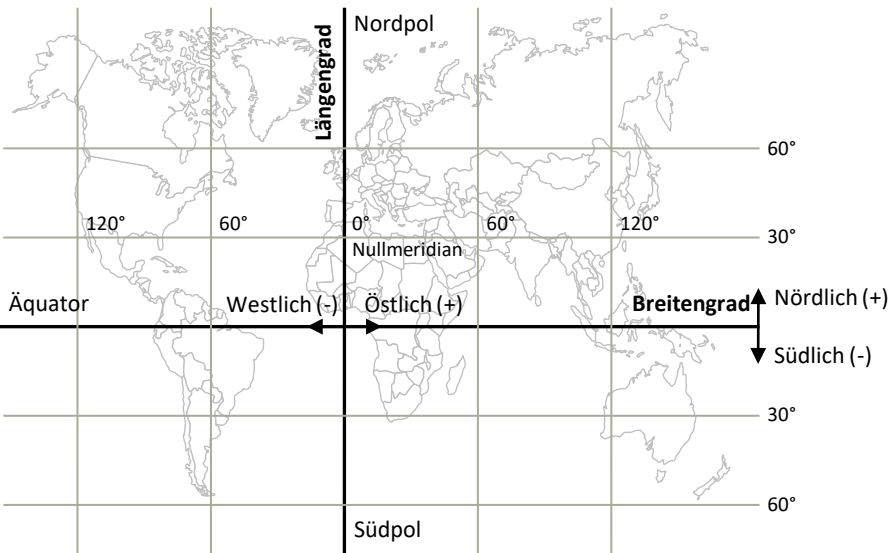 Nordpol
Längengrad
60°
120°
60°
0°
60°
120°
30°
Nullmeridian
Äquator
Westlich (-)
Östlich (+)
Breitengrad
Nördlich (+)
Südlich (-)
30°
60°
Südpol